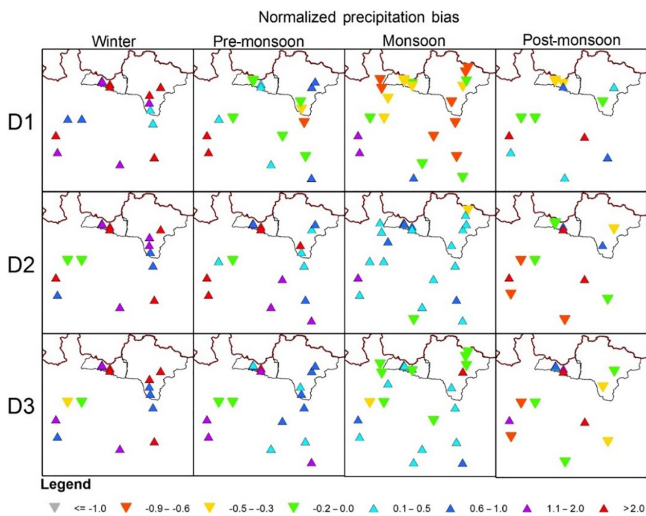 Normalized precipitation bias
Winter Pre-monsoon Monsoon Post-monsoon
D1
D2
D3
Legend
<= -1.0 -0.9 – -0.6 -0.5 – -0.3 -0.2 – 0.0 0.1 – 0.5 0.6 – 1.0 1.1 – 2.0 >2.0